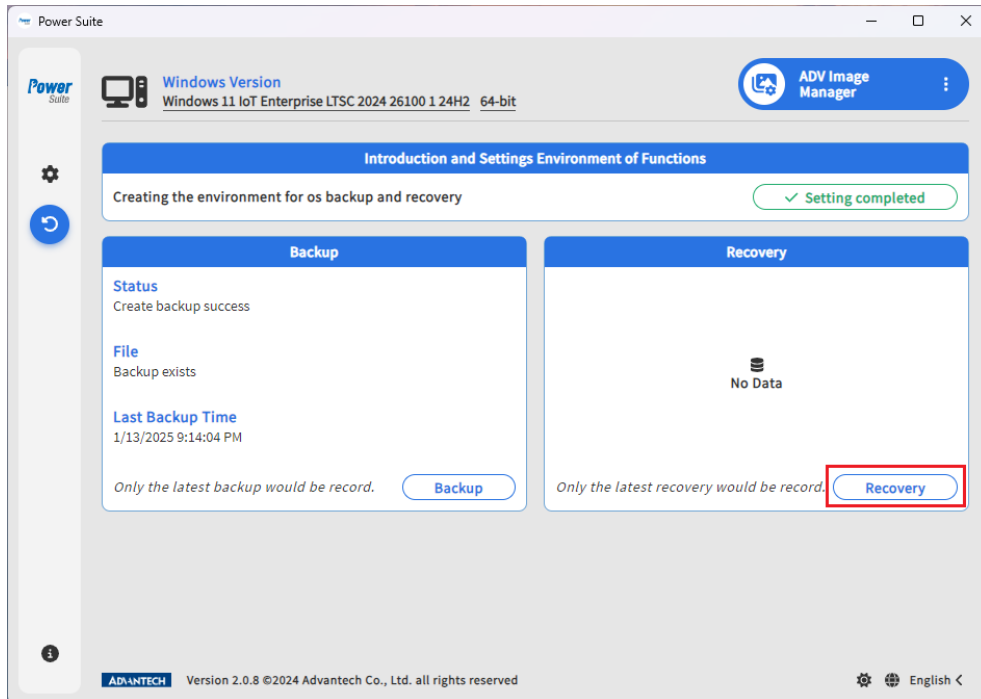 Power Suite
Power
Suite
Windows Version
Windows 11 IoT Enterprise LTSC 2024 26100 1 24H2 64-bit
ADV Image
Manager
Introduction and Settings Environment of Functions
Creating the environment for os backup and recovery
Setting completed
Backup
Status
Create backup success
File
Backup exists
Last Backup Time
1/13/2025 9:14:04 PM
Only the latest backup would be record.
Backup
Recovery
No Data
Only the latest recovery would be record.
Recovery
ADVANTECH Version 2.0.8 ©2024 Advantech Co., Ltd. all rights reserved
English